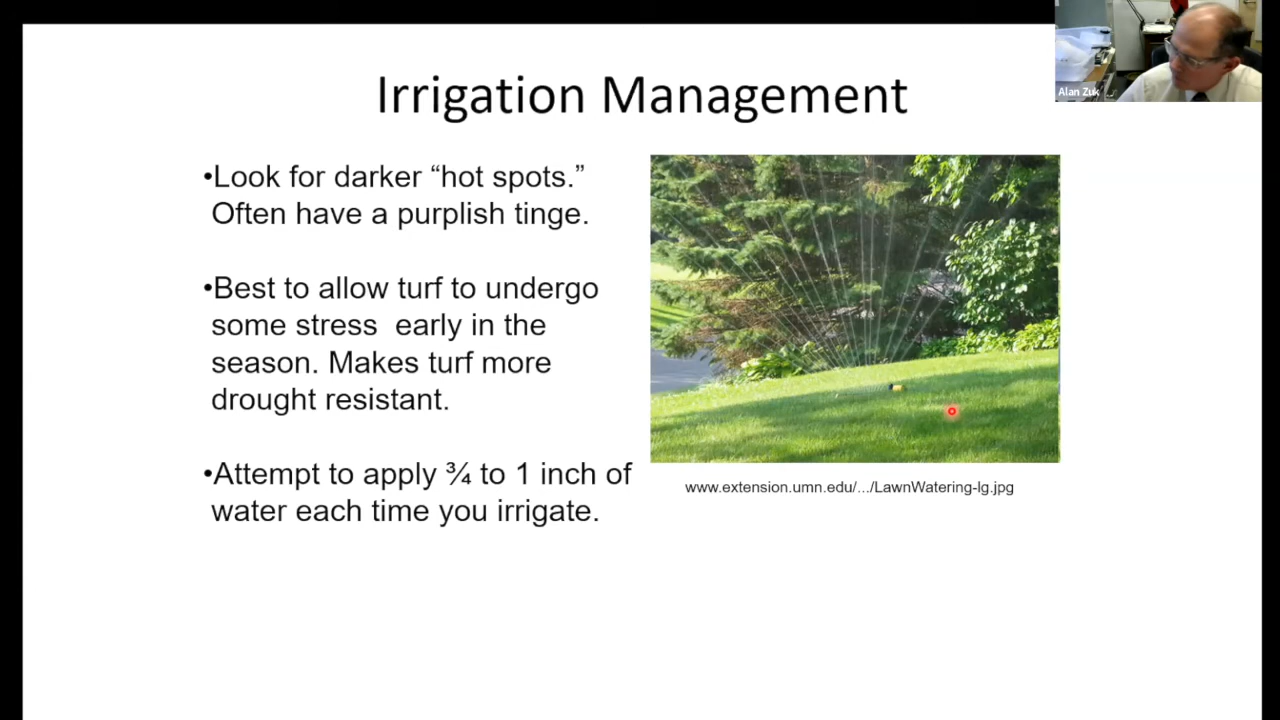 Irrigation Management
Alan Zuk
•Look for darker “hot spots.”
Often have a purplish tinge.
•Best to allow turf to undergo
some stress  early in the
season. Makes turf more
drought resistant.
•Attempt to apply ¾ to 1 inch of
water each time you irrigate.
www.extension.umn.edu/.../LawnWatering-lg.jpg